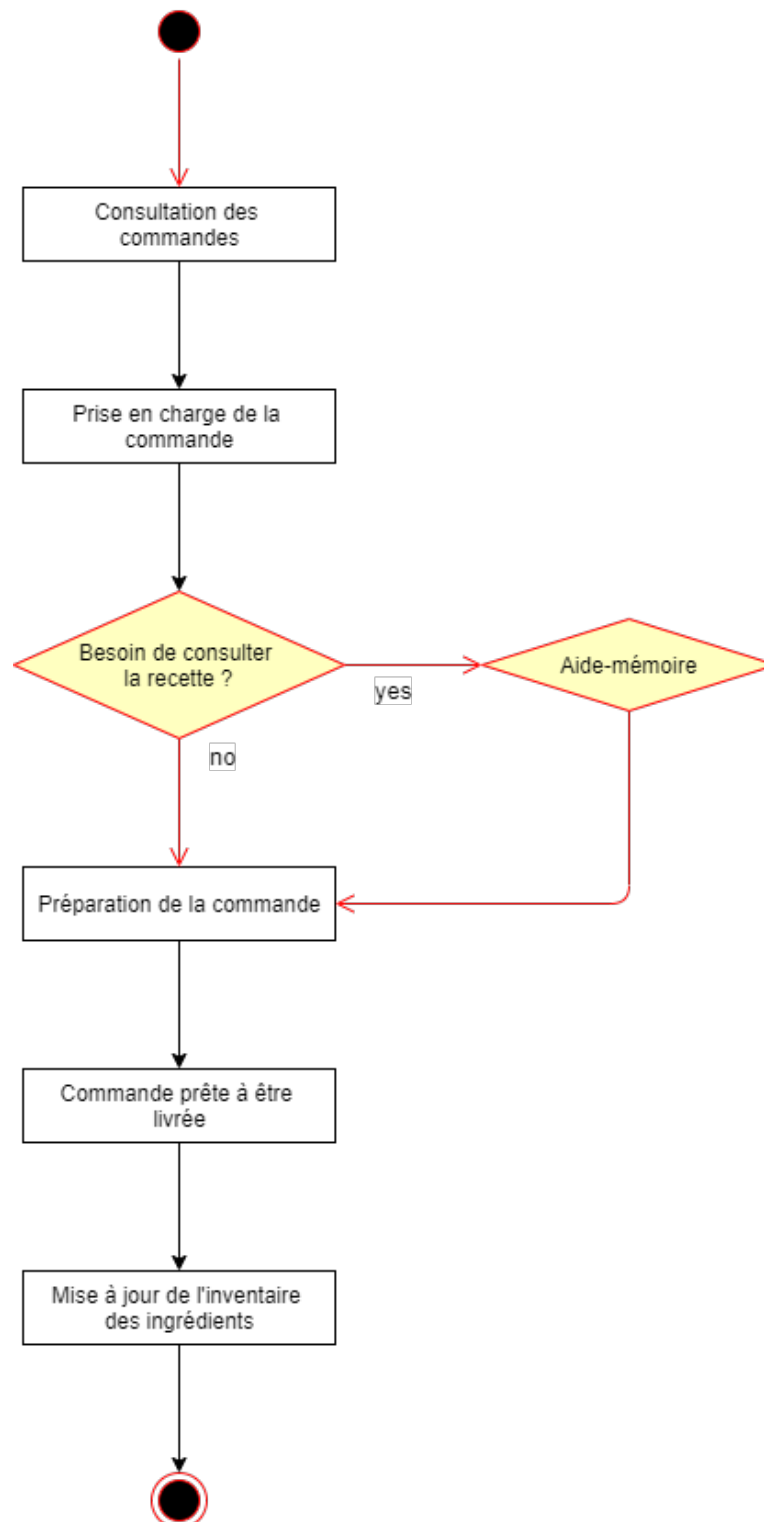 Consultation des
commandes
Prise en charge de la
commande
Besoin de consulter
la recette ?
yes
Aide-mémoire
no
Préparation de la commande
Commande prête à être
livrée
Mise à jour de l'inventaire
des ingrédients